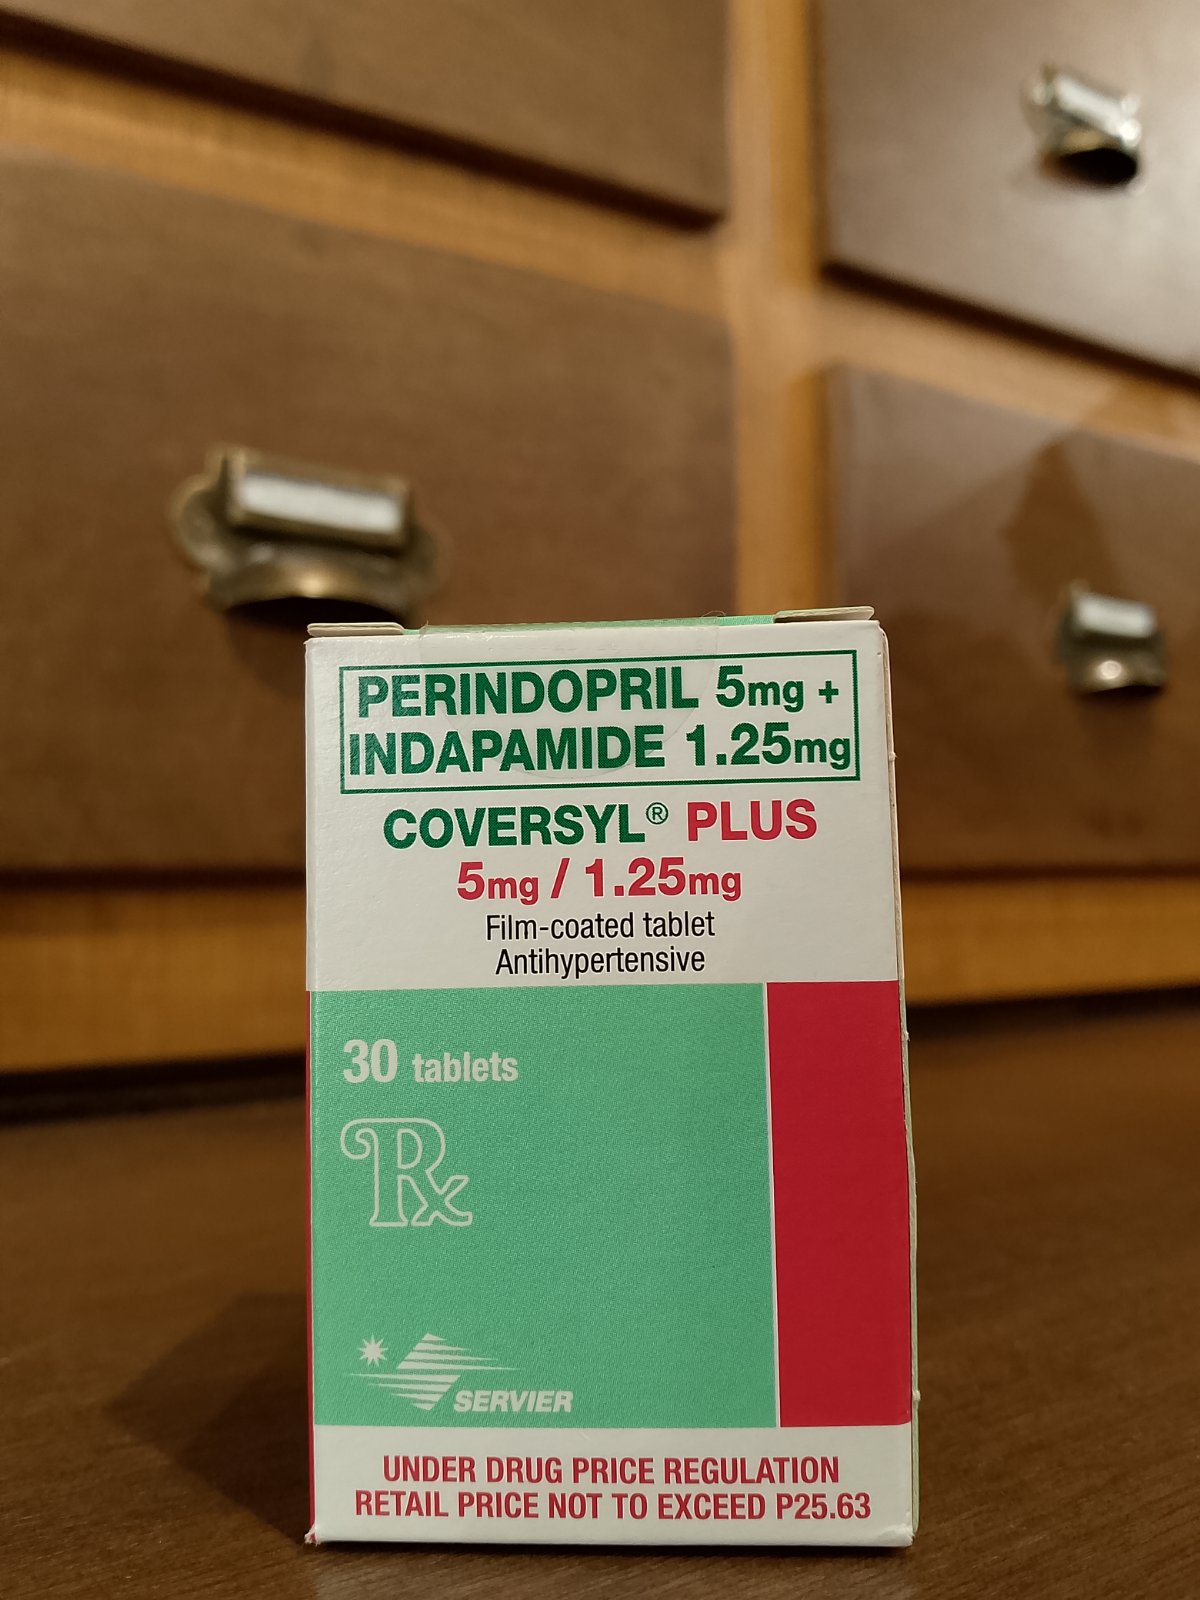 PERINDOPRIL 5mg +
INDAPAMIDE 1.25mg
COVERSYL® PLUS
5mg / 1.25mg
Film-coated tablet
Antihypertensive
30 tablets
Rx
SERVIER
UNDER DRUG PRICE REGULATION
RETAIL PRICE NOT TO EXCEED P25.63